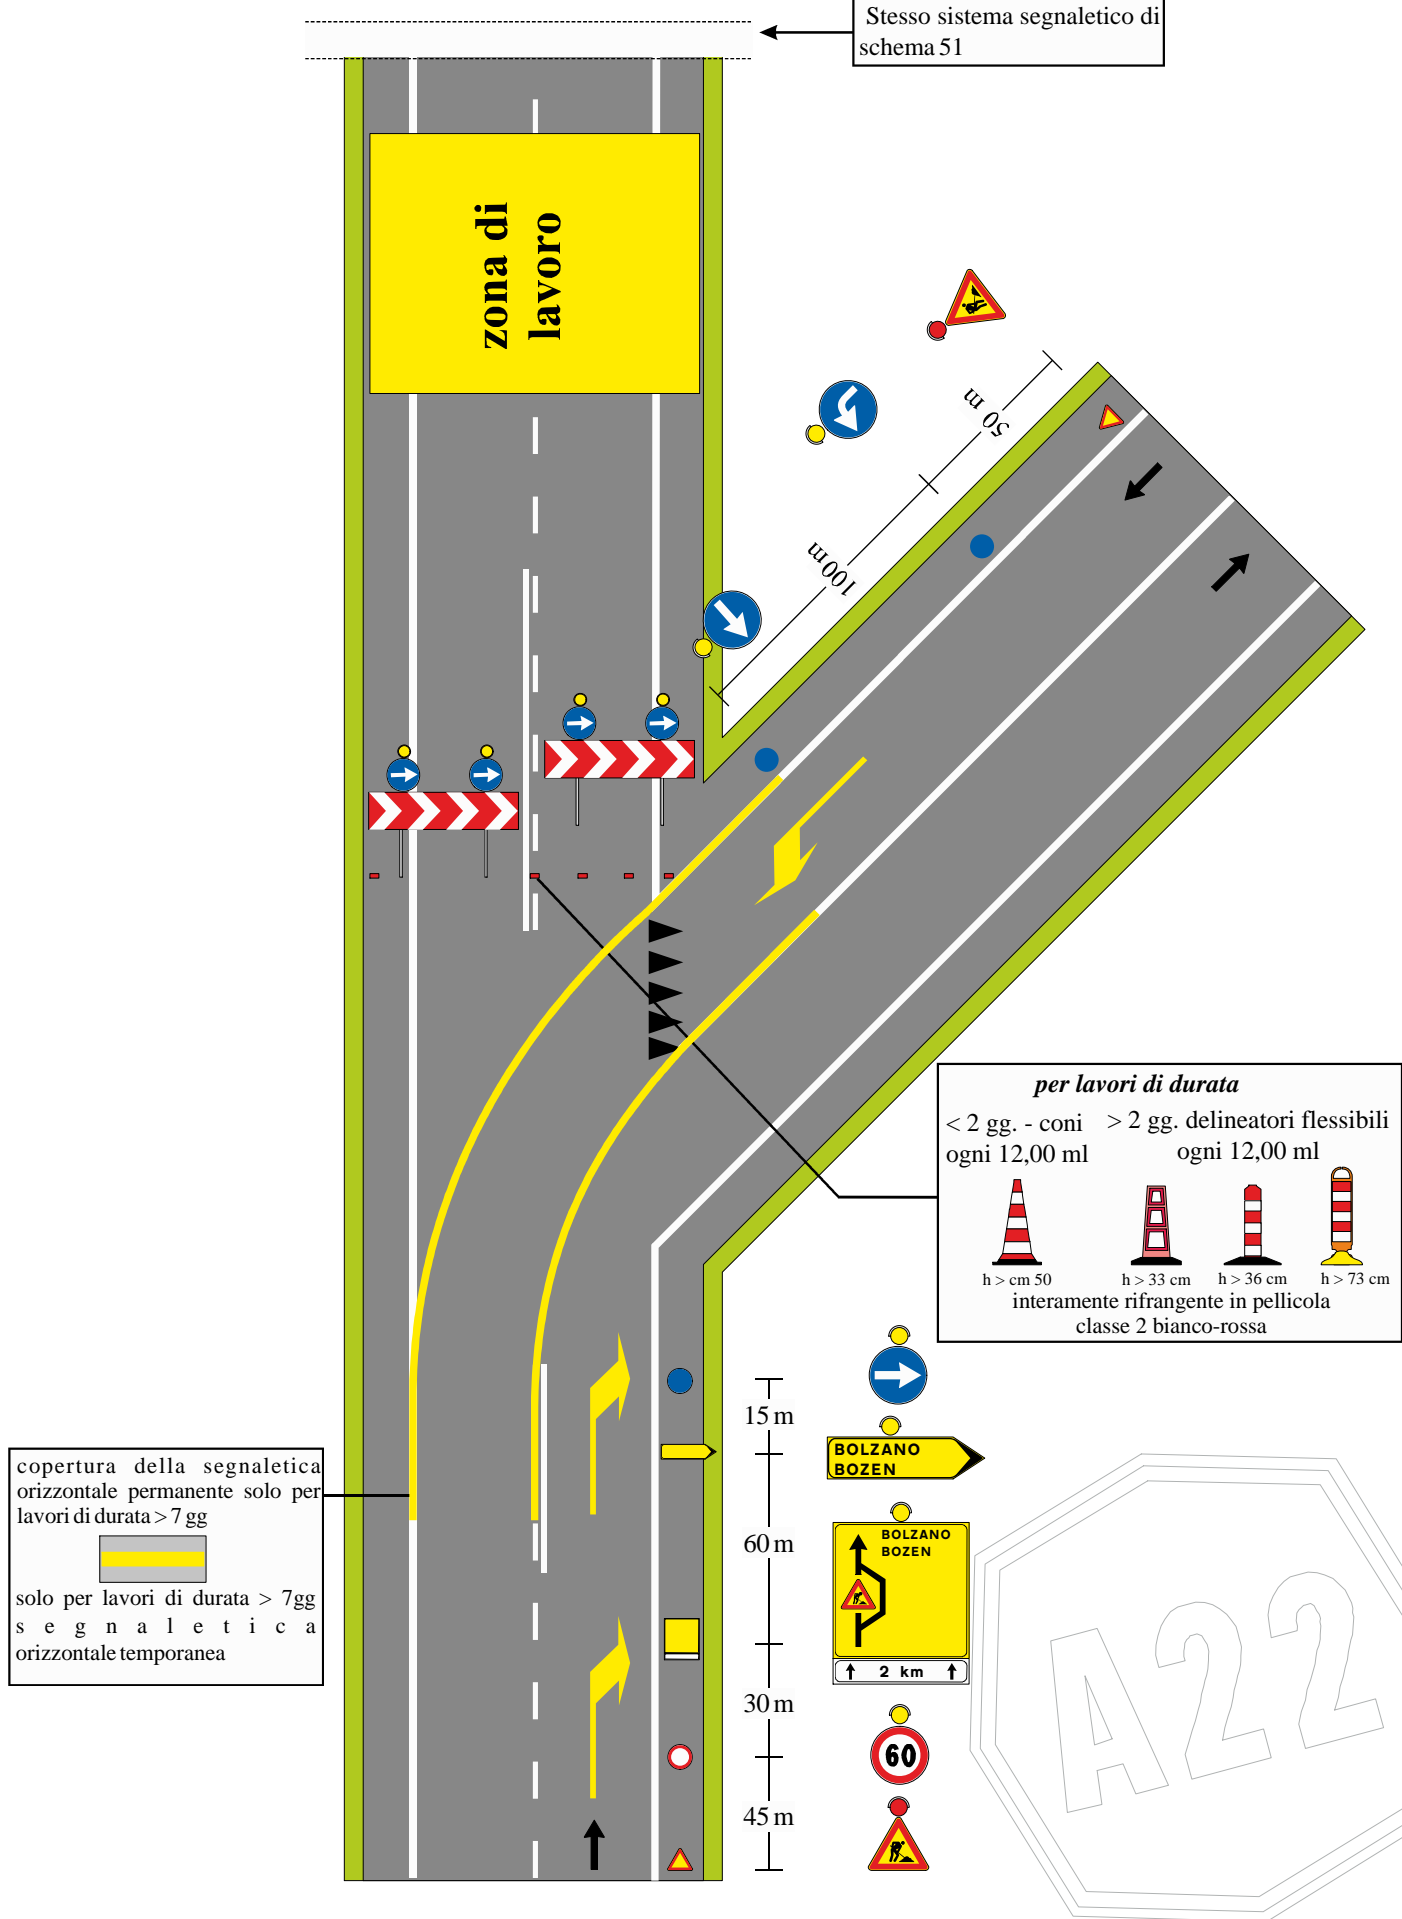 Stesso sistema segnaletico di
schema 51
zona di
lavoro
50 m
100 m
per lavori di durata
< 2 gg. - coni
ogni 12,00 ml
> 2 gg. delineatori flessibili
ogni 12,00 ml
h > cm 50
h > 33 cm
h > 36 cm
h > 73 cm
interamente rifrangente in pellicola
classe 2 bianco-rossa
15 m
BOLZANO
BOZEN
copertura della segnaletica
orizzontale permanente solo per
lavori di durata > 7 gg
solo per lavori di durata > 7gg
segnaletica
orizzontale temporanea
60 m
BOLZANO
BOZEN
2 km
30 m
60
45 m
A22